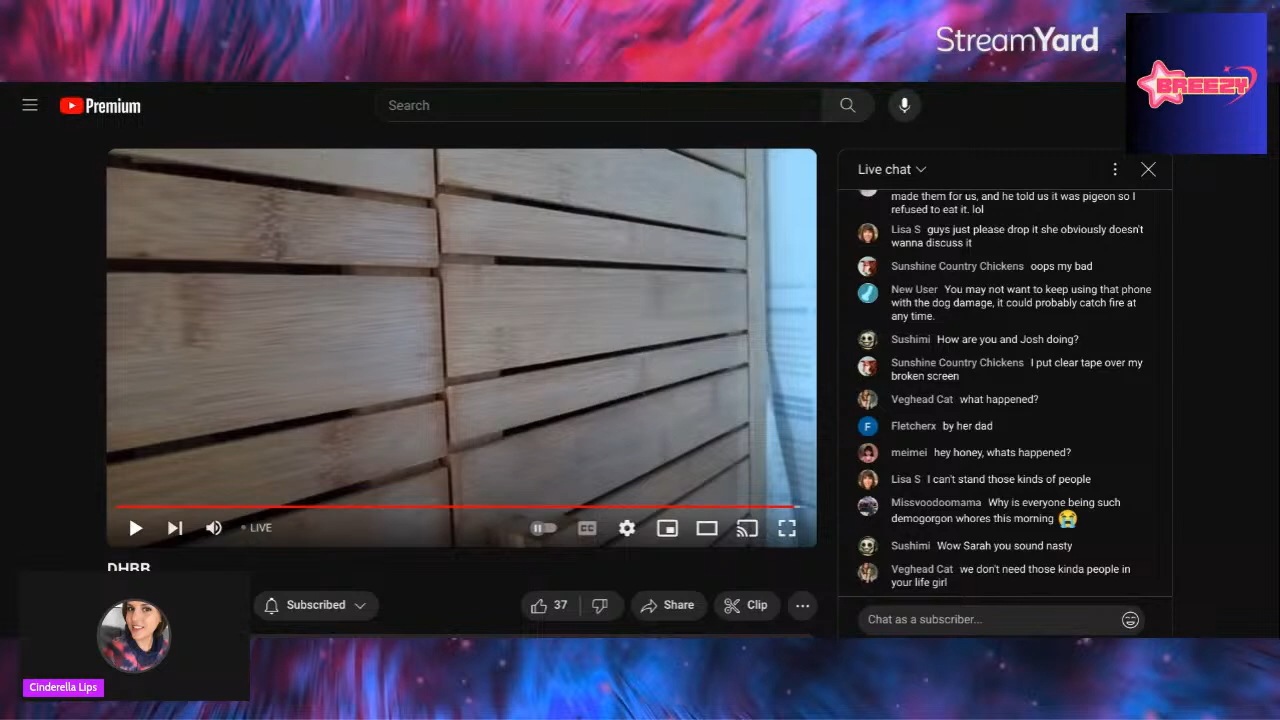 StreamYard
BREEZY
Premium
Search
Live chat
made them for us, and he told us it was pigeon so I
refused to eat it. lol
Lisa S guys just please drop it she obviously doesn't
wanna discuss it
Sunshine Country Chickens oops my bad
New User You may not want to keep using that phone
with the dog damage, it could probably catch fire at
any time.
Sushimi How are you and Josh doing?
Sunshine Country Chickens I put clear tape over my
broken screen
Veghead Cat what happened?
F Fletcherx by her dad
meimei hey honey, whats happened?
Lisa S I can't stand those kinds of people
Missvoodoomama Why is everyone being such
demogorgon whores this morning 😭
Sushimi Wow Sarah you sound nasty
Veghead Cat we don't need those kinda people in
your life girl
Chat as a subscriber...
LIVE
CC
DHRB
Subscribed
37
Share
Clip
Cinderella Lips